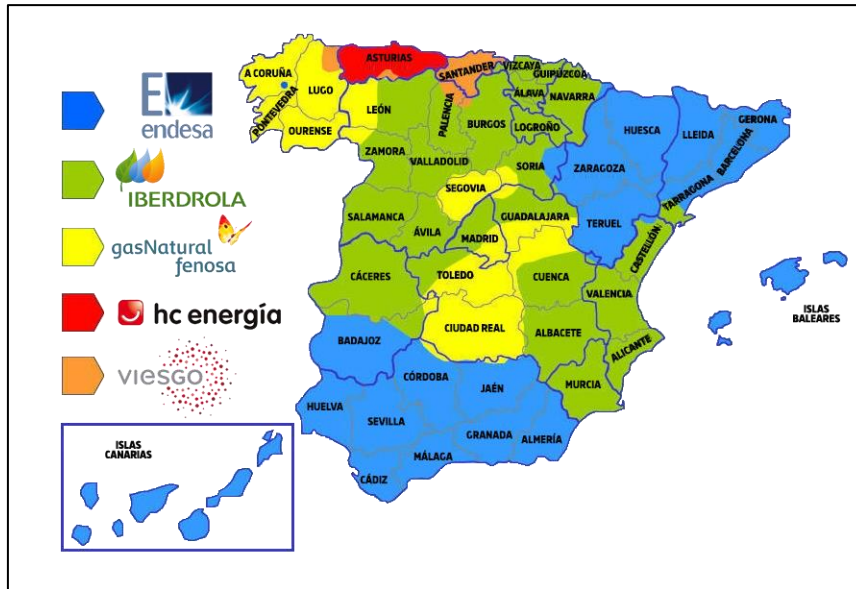 E
endesa
IBERDROLA
gasNatural
fenosa
hc energía
viesgo
ISLAS
CANARIAS
A CORUÑA
LUGO
PONTEVEDRA
OURENSE
ASTURIAS
SANTANDER
VIZCAYA
GUIPÚZCOA
ÁLAVA
NAVARRA
LEÓN
PALENCIA
BURGOS
LOGROÑO
HUESCA
LLEIDA
GERONA
BARCELONA
ZAMORA
VALLADOLID
SORIA
ZARAGOZA
TARRAGONA
SEGOVIA
SALAMANCA
ÁVILA
MADRID
GUADALAJARA
TERUEL
CASTELLÓN
CÁCERES
TOLEDO
CUENCA
VALENCIA
ISLAS
BALEARES
BADAJOZ
CIUDAD REAL
ALBACETE
ALICANTE
CÓRDOBA
JAÉN
MURCIA
HUELVA
SEVILLA
GRANADA
ALMERÍA
MÁLAGA
CÁDIZ